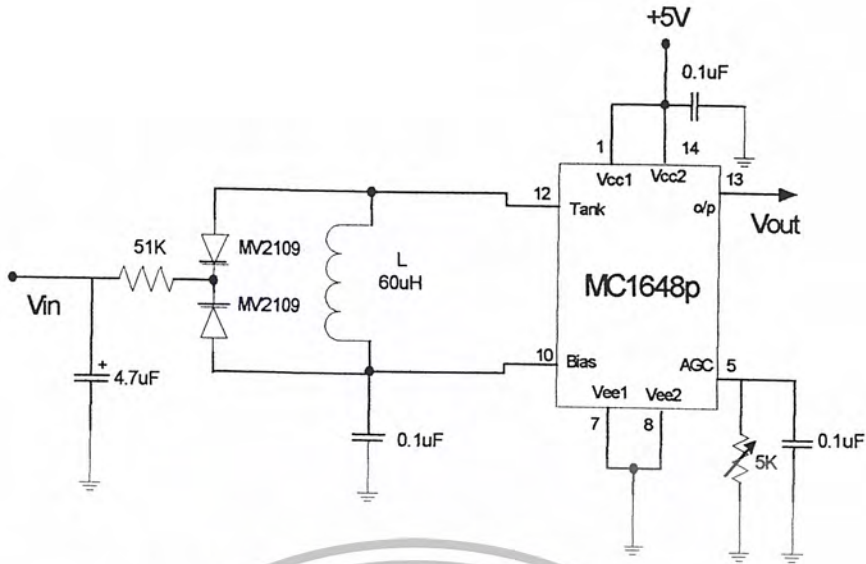 +5V
0.1uF
1
14
Vcc1
Vcc2
13
12
Tank
o/p
Vout
51K
MV2109
L
60uH
MV2109
MC1648p
Vin
10
Bias
AGC
5
+
4.7uF
Vee1
Vee2
7
8
0.1uF
5K
0.1uF